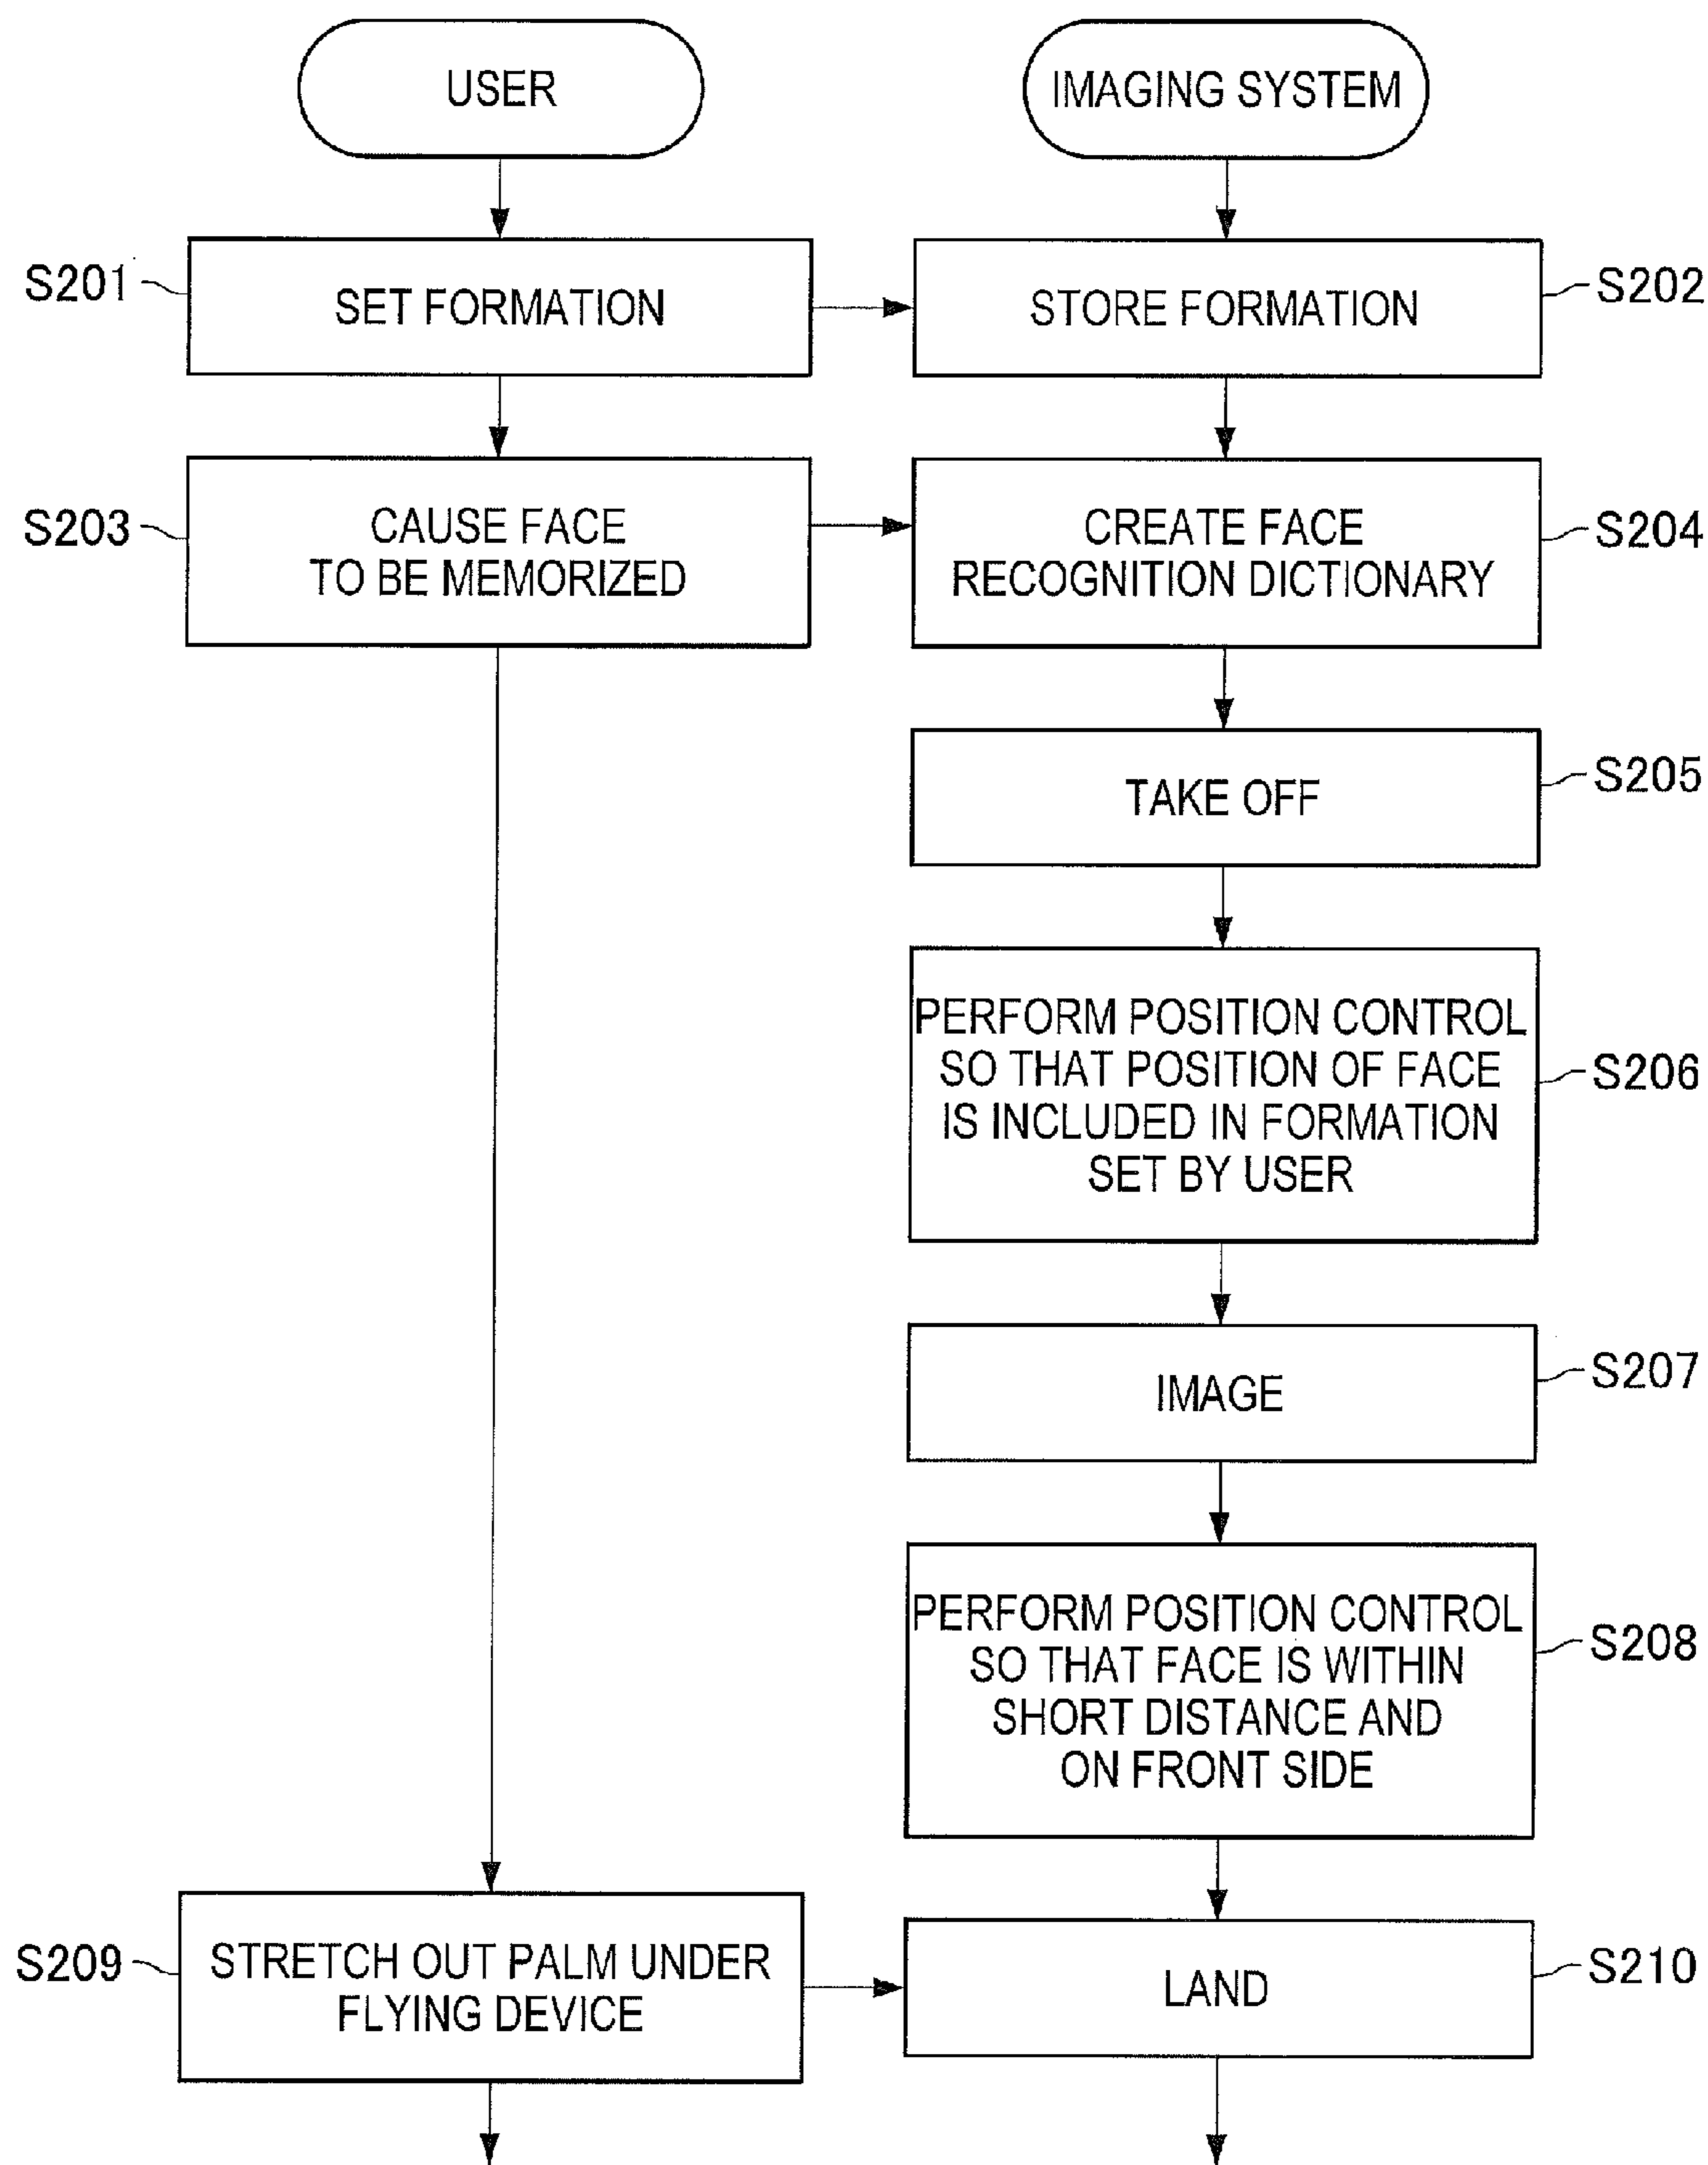 USER
IMAGING SYSTEM
S201
SET FORMATION
STORE FORMATION
S202
S203
CAUSE FACE
TO BE MEMORIZED
CREATE FACE
RECOGNITION DICTIONARY
S204
TAKE OFF
S205
PERFORM POSITION CONTROL
SO THAT POSITION OF FACE
IS INCLUDED IN FORMATION
SET BY USER
S206
IMAGE
S207
PERFORM POSITION CONTROL
SO THAT FACE IS WITHIN
SHORT DISTANCE AND
ON FRONT SIDE
S208
S209
STRETCH OUT PALM UNDER
FLYING DEVICE
LAND
S210